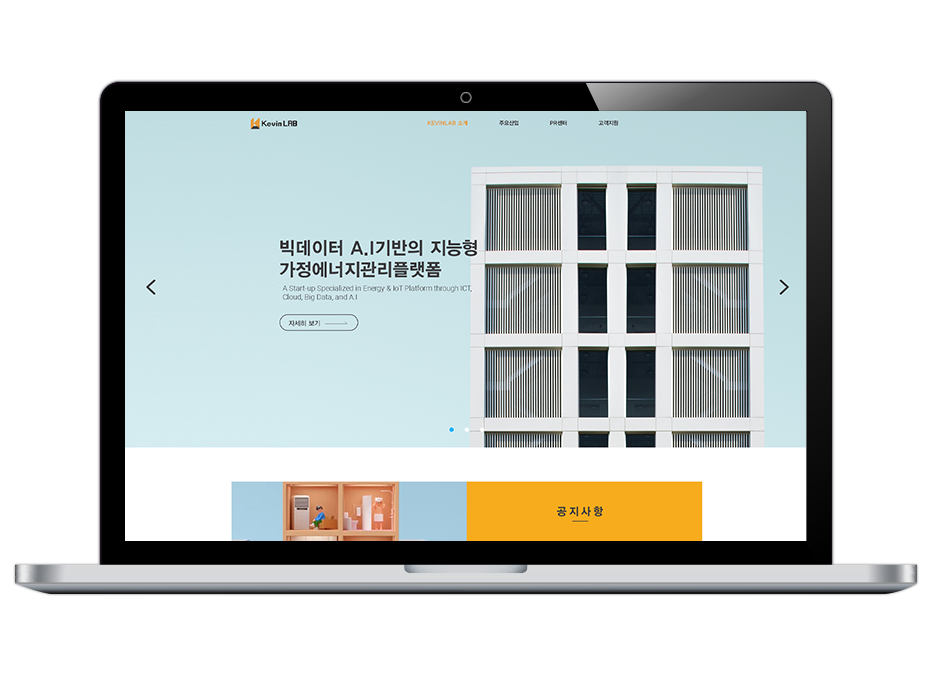 Kevin LAB
KEVINLAB 소개 주요산업 PR센터 고객지원
빅데이터 A.I기반의 지능형
가정에너지관리플랫폼
A Start-up Specialized in Energy & IoT Platform through ICT,
Cloud, Big Data, and A.I
자세히 보기
공지사항